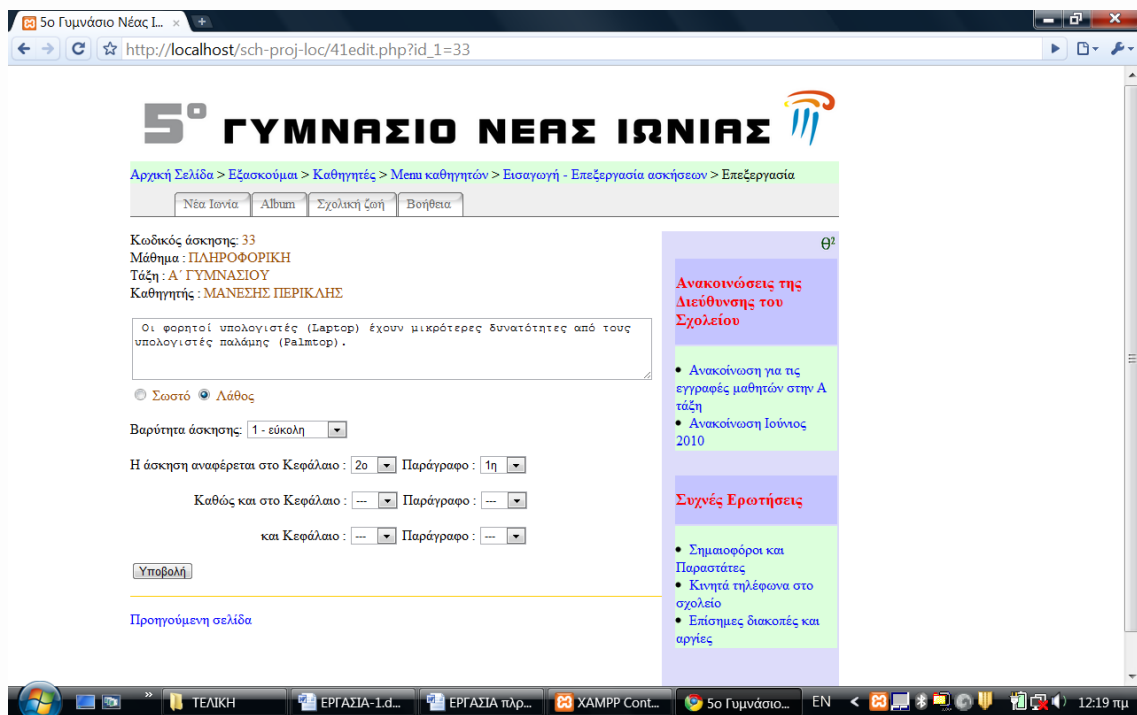 5ο Γυμνάσιο Νέας Ι...
http://localhost/sch-proj-loc/41edit.php?id_1=33
5ο ΓΥΜΝΑΣΙΟ ΝΕΑΣ ΙΩΝΙΑΣ
Αρχική Σελίδα > Εξασκούμαι > Καθηγητές > Menu καθηγητών > Εισαγωγή - Επεξεργασία ασκήσεων > Επεξεργασία
Νέα Ιωνία Album Σχολική ζωή Βοήθεια
Κωδικός άσκησης: 33
Μάθημα : ΠΛΗΡΟΦΟΡΙΚΗ
Τάξη : Α΄ ΓΥΜΝΑΣΙΟΥ
Καθηγητής : ΜΑΝΕΣΗΣ ΠΕΡΙΚΛΗΣ
Οι φορητοί υπολογιστές (Laptop) έχουν μικρότερες δυνατότητες από τους
υπολογιστές παλάμης (Palmtop).
Σωστό Λάθος
Βαρύτητα άσκησης: 1 - εύκολη
Η άσκηση αναφέρεται στο Κεφάλαιο : 2ο Παράγραφο : 1η
Καθώς και στο Κεφάλαιο : --- Παράγραφο : ---
και Κεφάλαιο : --- Παράγραφο : ---
Υποβολή
Προηγούμενη σελίδα
θ²
Ανακοινώσεις της
Διεύθυνσης του
Σχολείου
Ανακοίνωση για τις
εγγραφές μαθητών στην Α
τάξη
Ανακοίνωση Ιούνιος
2010
Συχνές Ερωτήσεις
Σημαιοφόροι και
Παραστάτες
Κινητά τηλέφωνα στο
σχολείο
Επίσημες διακοπές και
αργίες
ΤΕΛΙΚΗ ΕΡΓΑΣΙΑ-1.d... ΕΡΓΑΣΙΑ πλρ... XAMPP Cont... 5ο Γυμνάσιο... EN 12:19 πμ